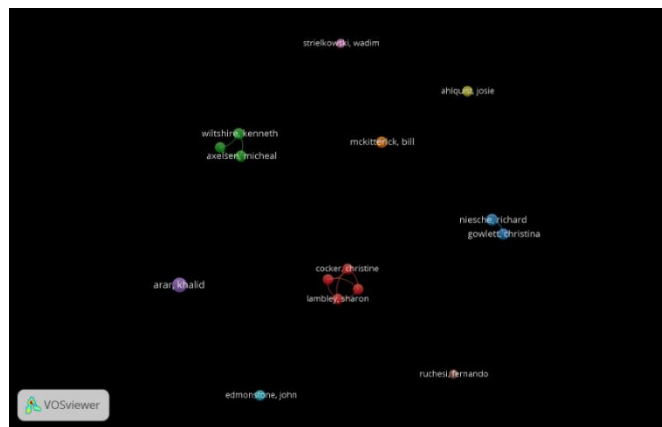 strielkowski, wadim
ahlquist, josie
wiltshire, kenneth
mckitterick, bill
axelsen, micheal
niesche, richard
gowlett, christina
cocker, christine
arar, khalid
lambley, sharon
ruchesi, fernando
edmonstone, john
VOSviewer